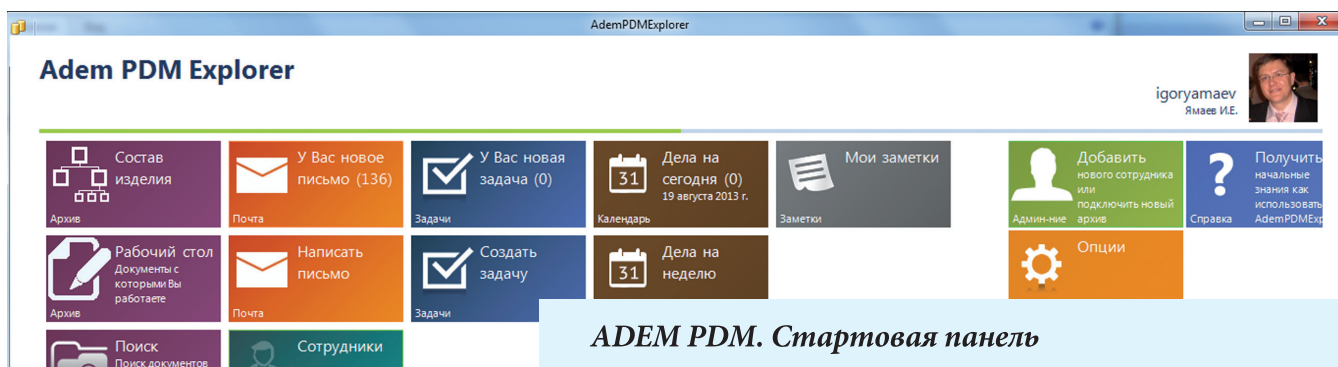 AdemPDMExplorer
Adem PDM Explorer
igoryamaev
Ямаев И.Е.
Состав
изделия
Архив
У Вас новое
письмо (136)
Почта
У Вас новая
задача (0)
Задачи
31
Дела на
сегодня (0)
19 августа 2013 г.
Календарь
Мои заметки
Заметки
Добавить
нового сотрудника
или
подключить новый
архив
Админ-ние
?
Получить
начальные
знания как
использовать
AdemPDMExp
Справка
Рабочий стол
Документы с
которыми Вы
работаете
Архив
Написать
письмо
Почта
Создать
задачу
Задачи
31
Дела на
неделю
Опции
Поиск
Поиск документов
Сотрудники
ADEM PDM. Стартовая панель